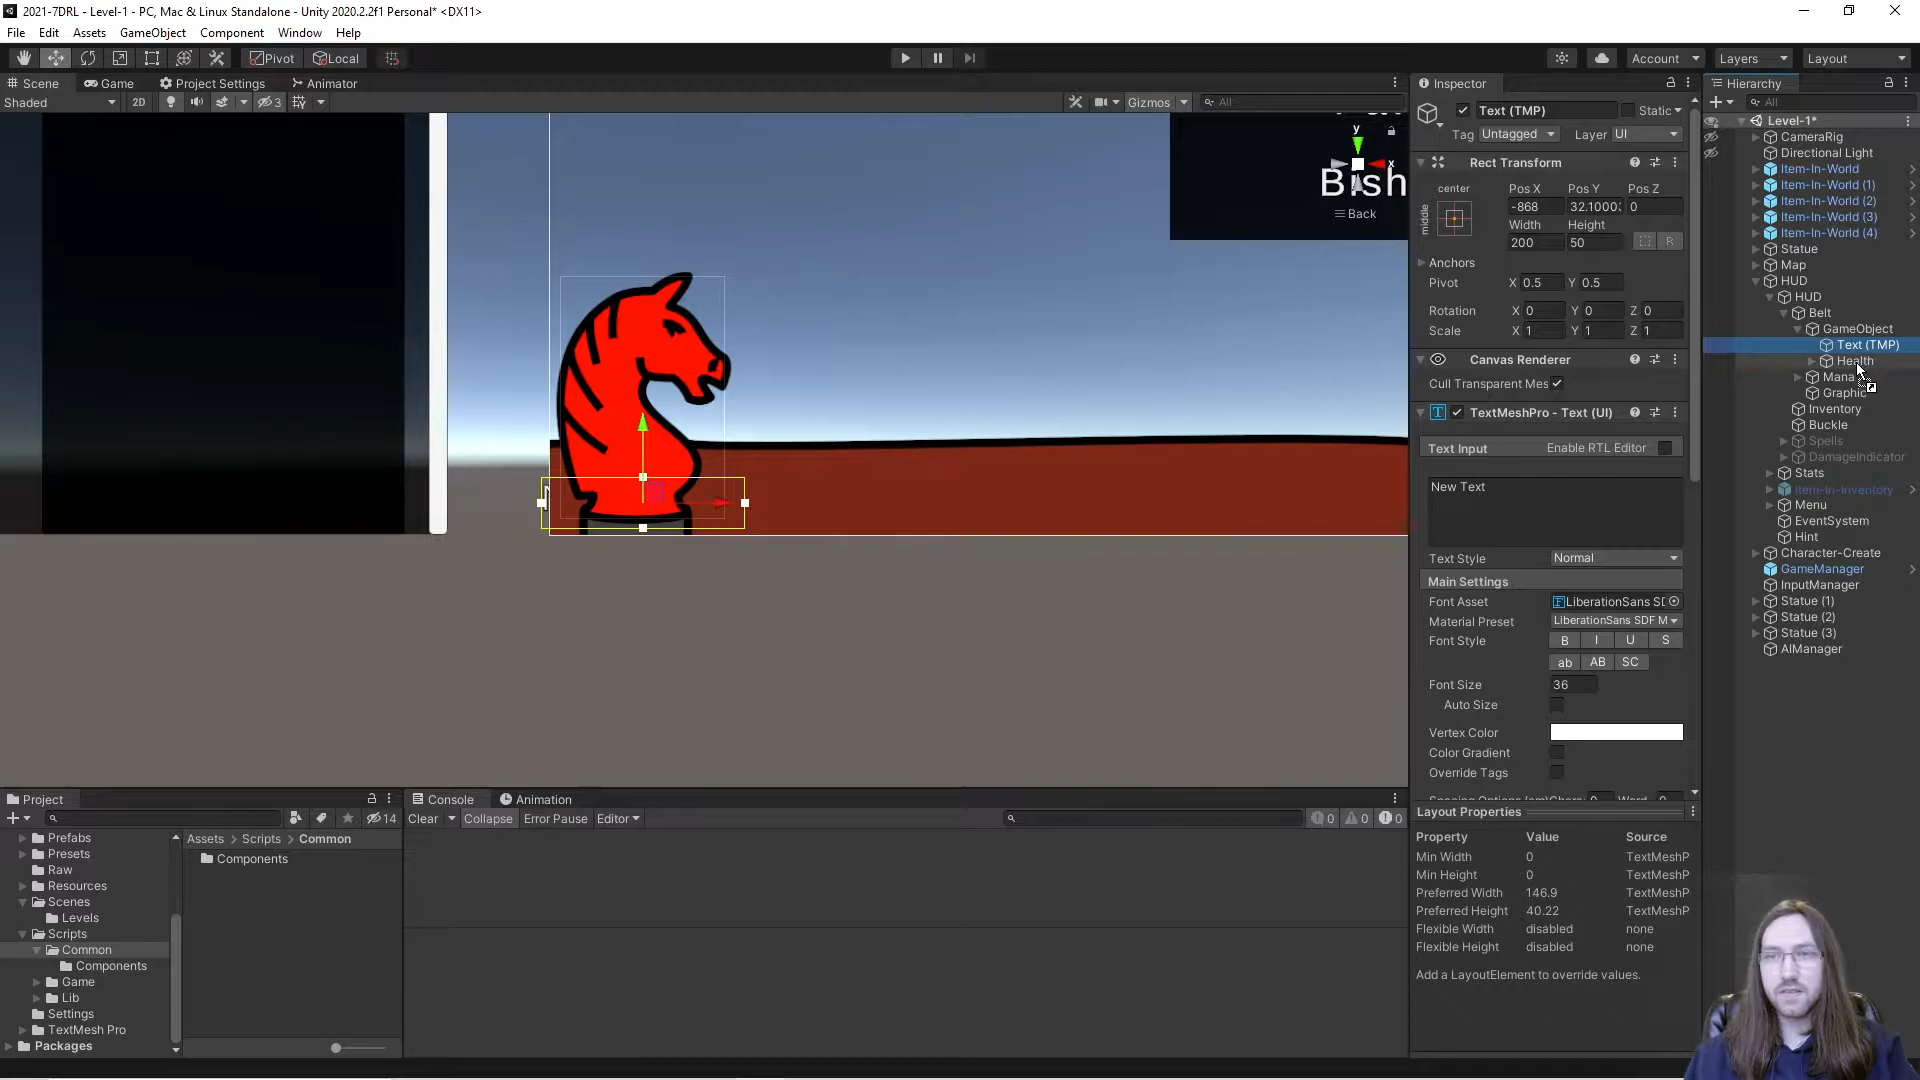 2021-7DRL - Level-1 - PC, Mac & Linux Standalone - Unity 2020.2.2f1 Personal* <DX11>
File Edit Assets GameObject Component Window Help
Pivot Local Account Layers Layout
Scene Game Project Settings Animator
Shaded 2D 3 Gizmos All
y
x
Bish
Back
Inspector
Text (TMP) Static
Tag Untagged Layer UI
Rect Transform
center
middle
Pos X Pos Y Pos Z
-868 32.1000 0
Width Height
200 50
R
Anchors
Pivot X 0.5 Y 0.5
Rotation X 0 Y 0 Z 0
Scale X 1 Y 1 Z 1
Canvas Renderer
Cull Transparent Mes
TextMeshPro - Text (UI)
Text Input Enable RTL Editor
New Text
Text Style Normal
Main Settings
Font Asset LiberationSans SD
Material Preset LiberationSans SDF M
Font Style B I U S
ab AB SC
Font Size 36
Auto Size
Vertex Color
Color Gradient
Override Tags
Layout Properties
Property Value Source
Min Width 0 TextMeshP
Min Height 0 TextMeshP
Preferred Width 146.9 TextMeshP
Preferred Height 40.22 TextMeshP
Flexible Width disabled none
Flexible Height disabled none
Add a LayoutElement to override values.
Hierarchy
All
Level-1*
CameraRig
Directional Light
Item-In-World
Item-In-World (1)
Item-In-World (2)
Item-In-World (3)
Item-In-World (4)
Statue
Map
HUD
HUD
Belt
GameObject
Text (TMP)
Health
Mana
Graphic
Inventory
Buckle
Spells
DamageIndicator
Stats
Item-In-Inventory
Menu
EventSystem
Hint
Character-Create
GameManager
InputManager
Statue (1)
Statue (2)
Statue (3)
AIManager
Project
14
Prefabs
Presets
Raw
Resources
Scenes
Levels
Scripts
Common
Components
Game
Lib
Settings
TextMesh Pro
Packages
Assets > Scripts > Common
Components
Console Animation
Clear Collapse Error Pause Editor 0 0 0